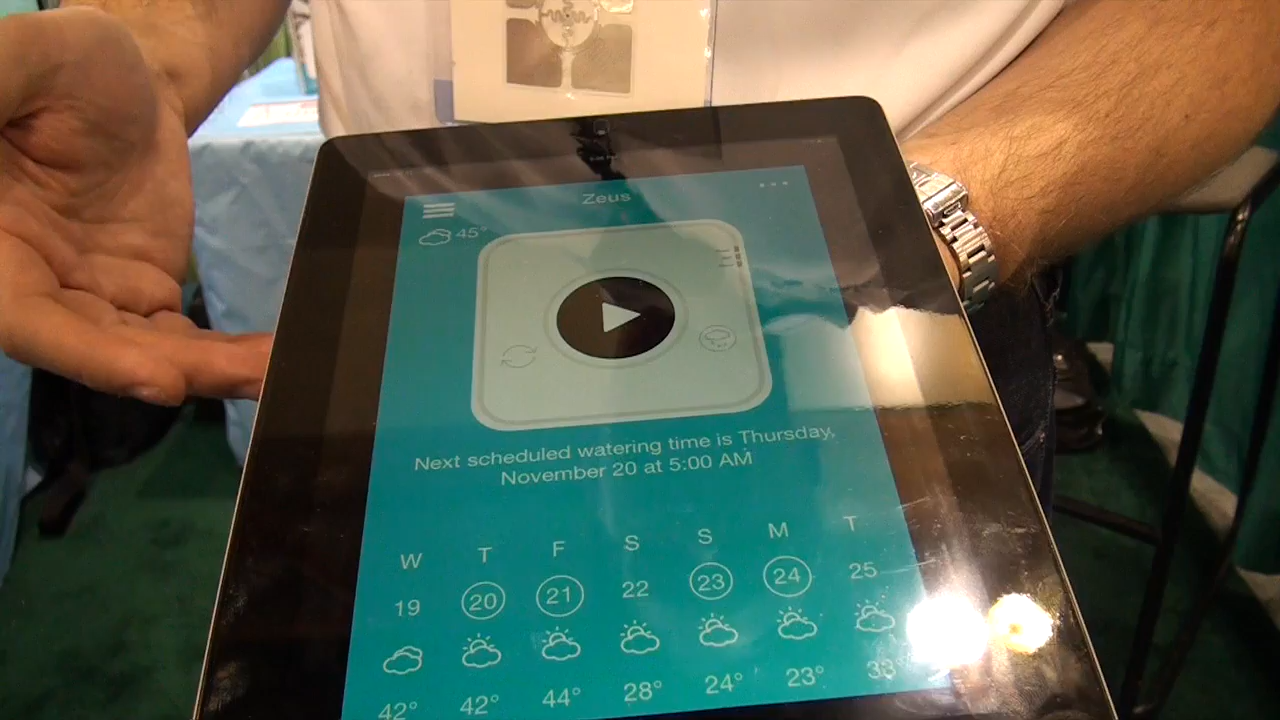 Zeus
45°
Next scheduled watering time is Thursday,
November 20 at 5:00 AM
W T F S S M T
19 20 21 22 23 24 25
42° 42° 44° 28° 24° 23° 33